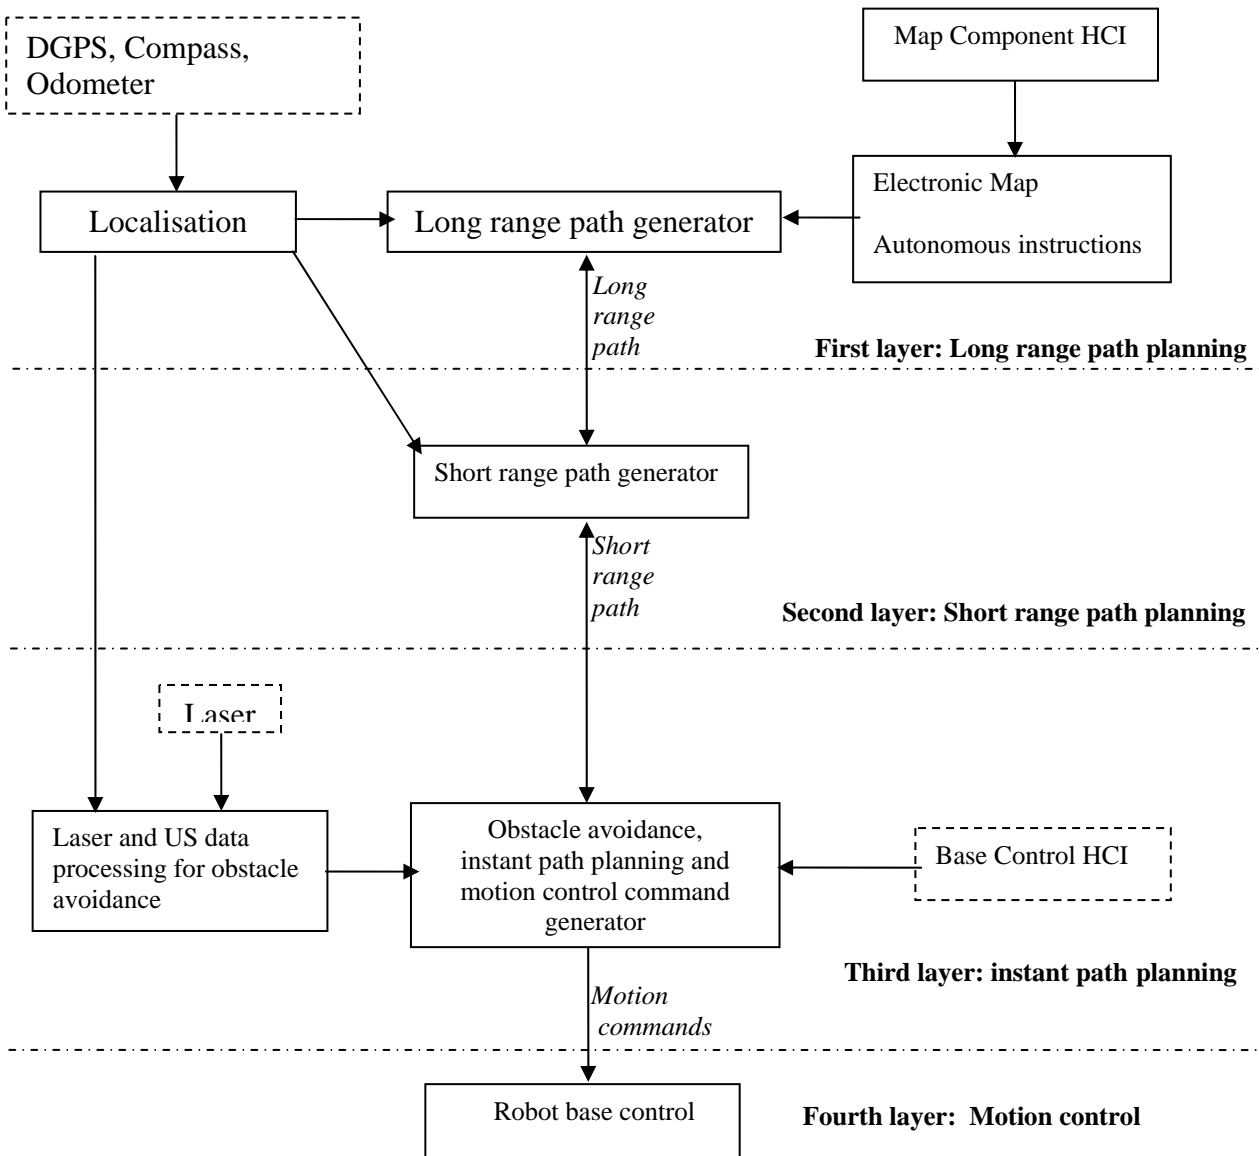 DGPS, Compass,
Odometer
Map Component HCI
Electronic Map
Autonomous instructions
Localisation
Long range path generator
Long
range
path
First layer: Long range path planning
Short range path generator
Short
range
path
Second layer: Short range path planning
Laser
Laser and US data
processing for obstacle
avoidance
Obstacle avoidance,
instant path planning and
motion control command
generator
Base Control HCI
Third layer: instant path planning
Motion
commands
Robot base control
Fourth layer: Motion control